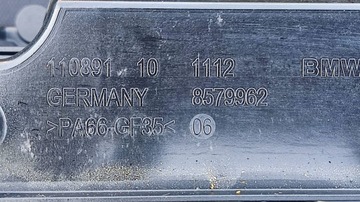 110891 10 1112 BMW
GERMANY 8579962
>PA66-GF35< 06